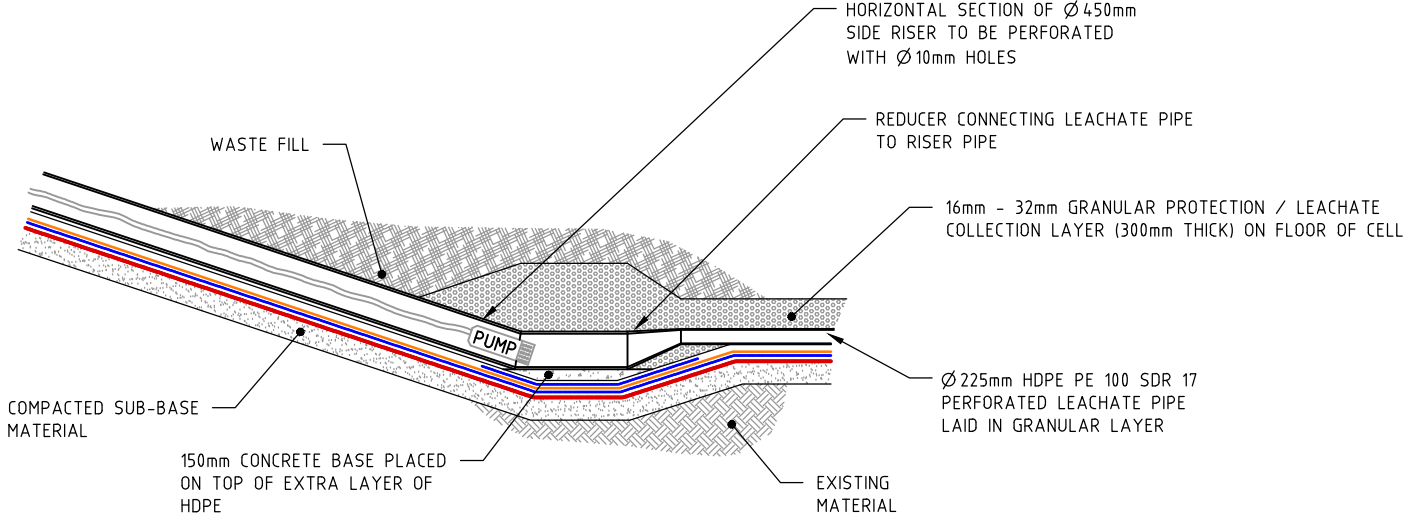 HORIZONTAL SECTION OF Ø450mm
SIDE RISER TO BE PERFORATED
WITH Ø10mm HOLES
REDUCER CONNECTING LEACHATE PIPE
TO RISER PIPE
WASTE FILL
16mm - 32mm GRANULAR PROTECTION / LEACHATE
COLLECTION LAYER (300mm THICK) ON FLOOR OF CELL
PUMP
Ø225mm HDPE PE 100 SDR 17
PERFORATED LEACHATE PIPE
LAID IN GRANULAR LAYER
COMPACTED SUB-BASE
MATERIAL
150mm CONCRETE BASE PLACED
ON TOP OF EXTRA LAYER OF
HDPE
EXISTING
MATERIAL